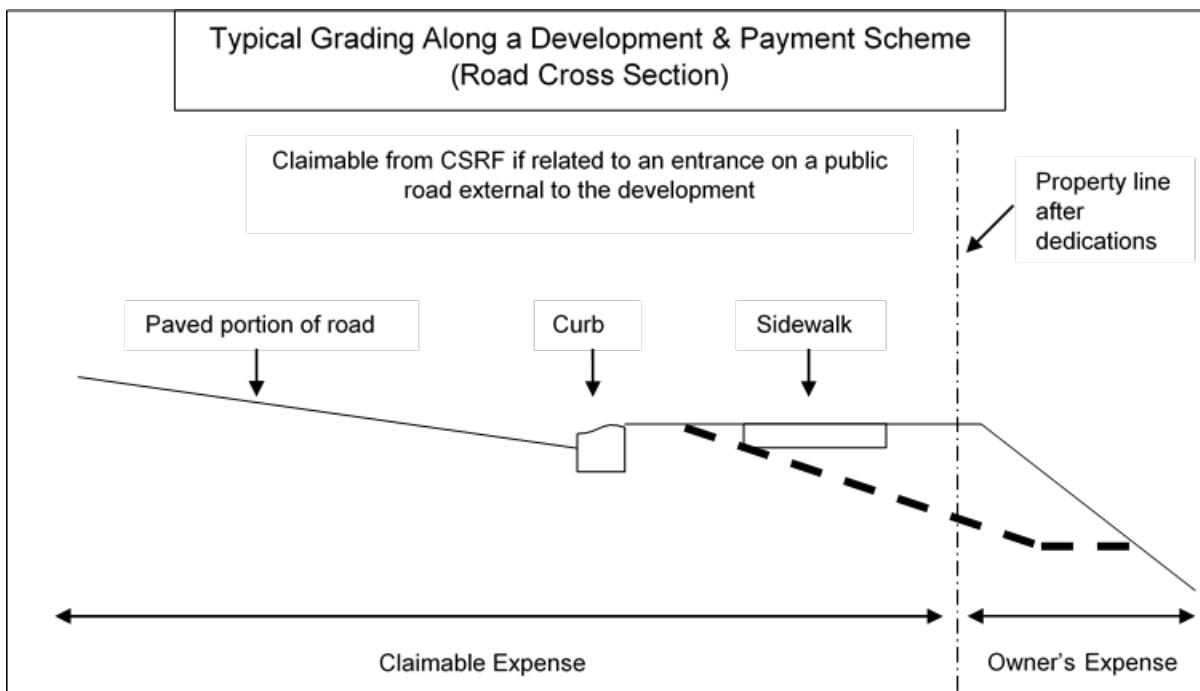 Typical Grading Along a Development & Payment Scheme
(Road Cross Section)
Claimable from CSRF if related to an entrance on a public
road external to the development
Property line
after
dedications
Paved portion of road
Curb
Sidewalk
Claimable Expense
Owner's Expense